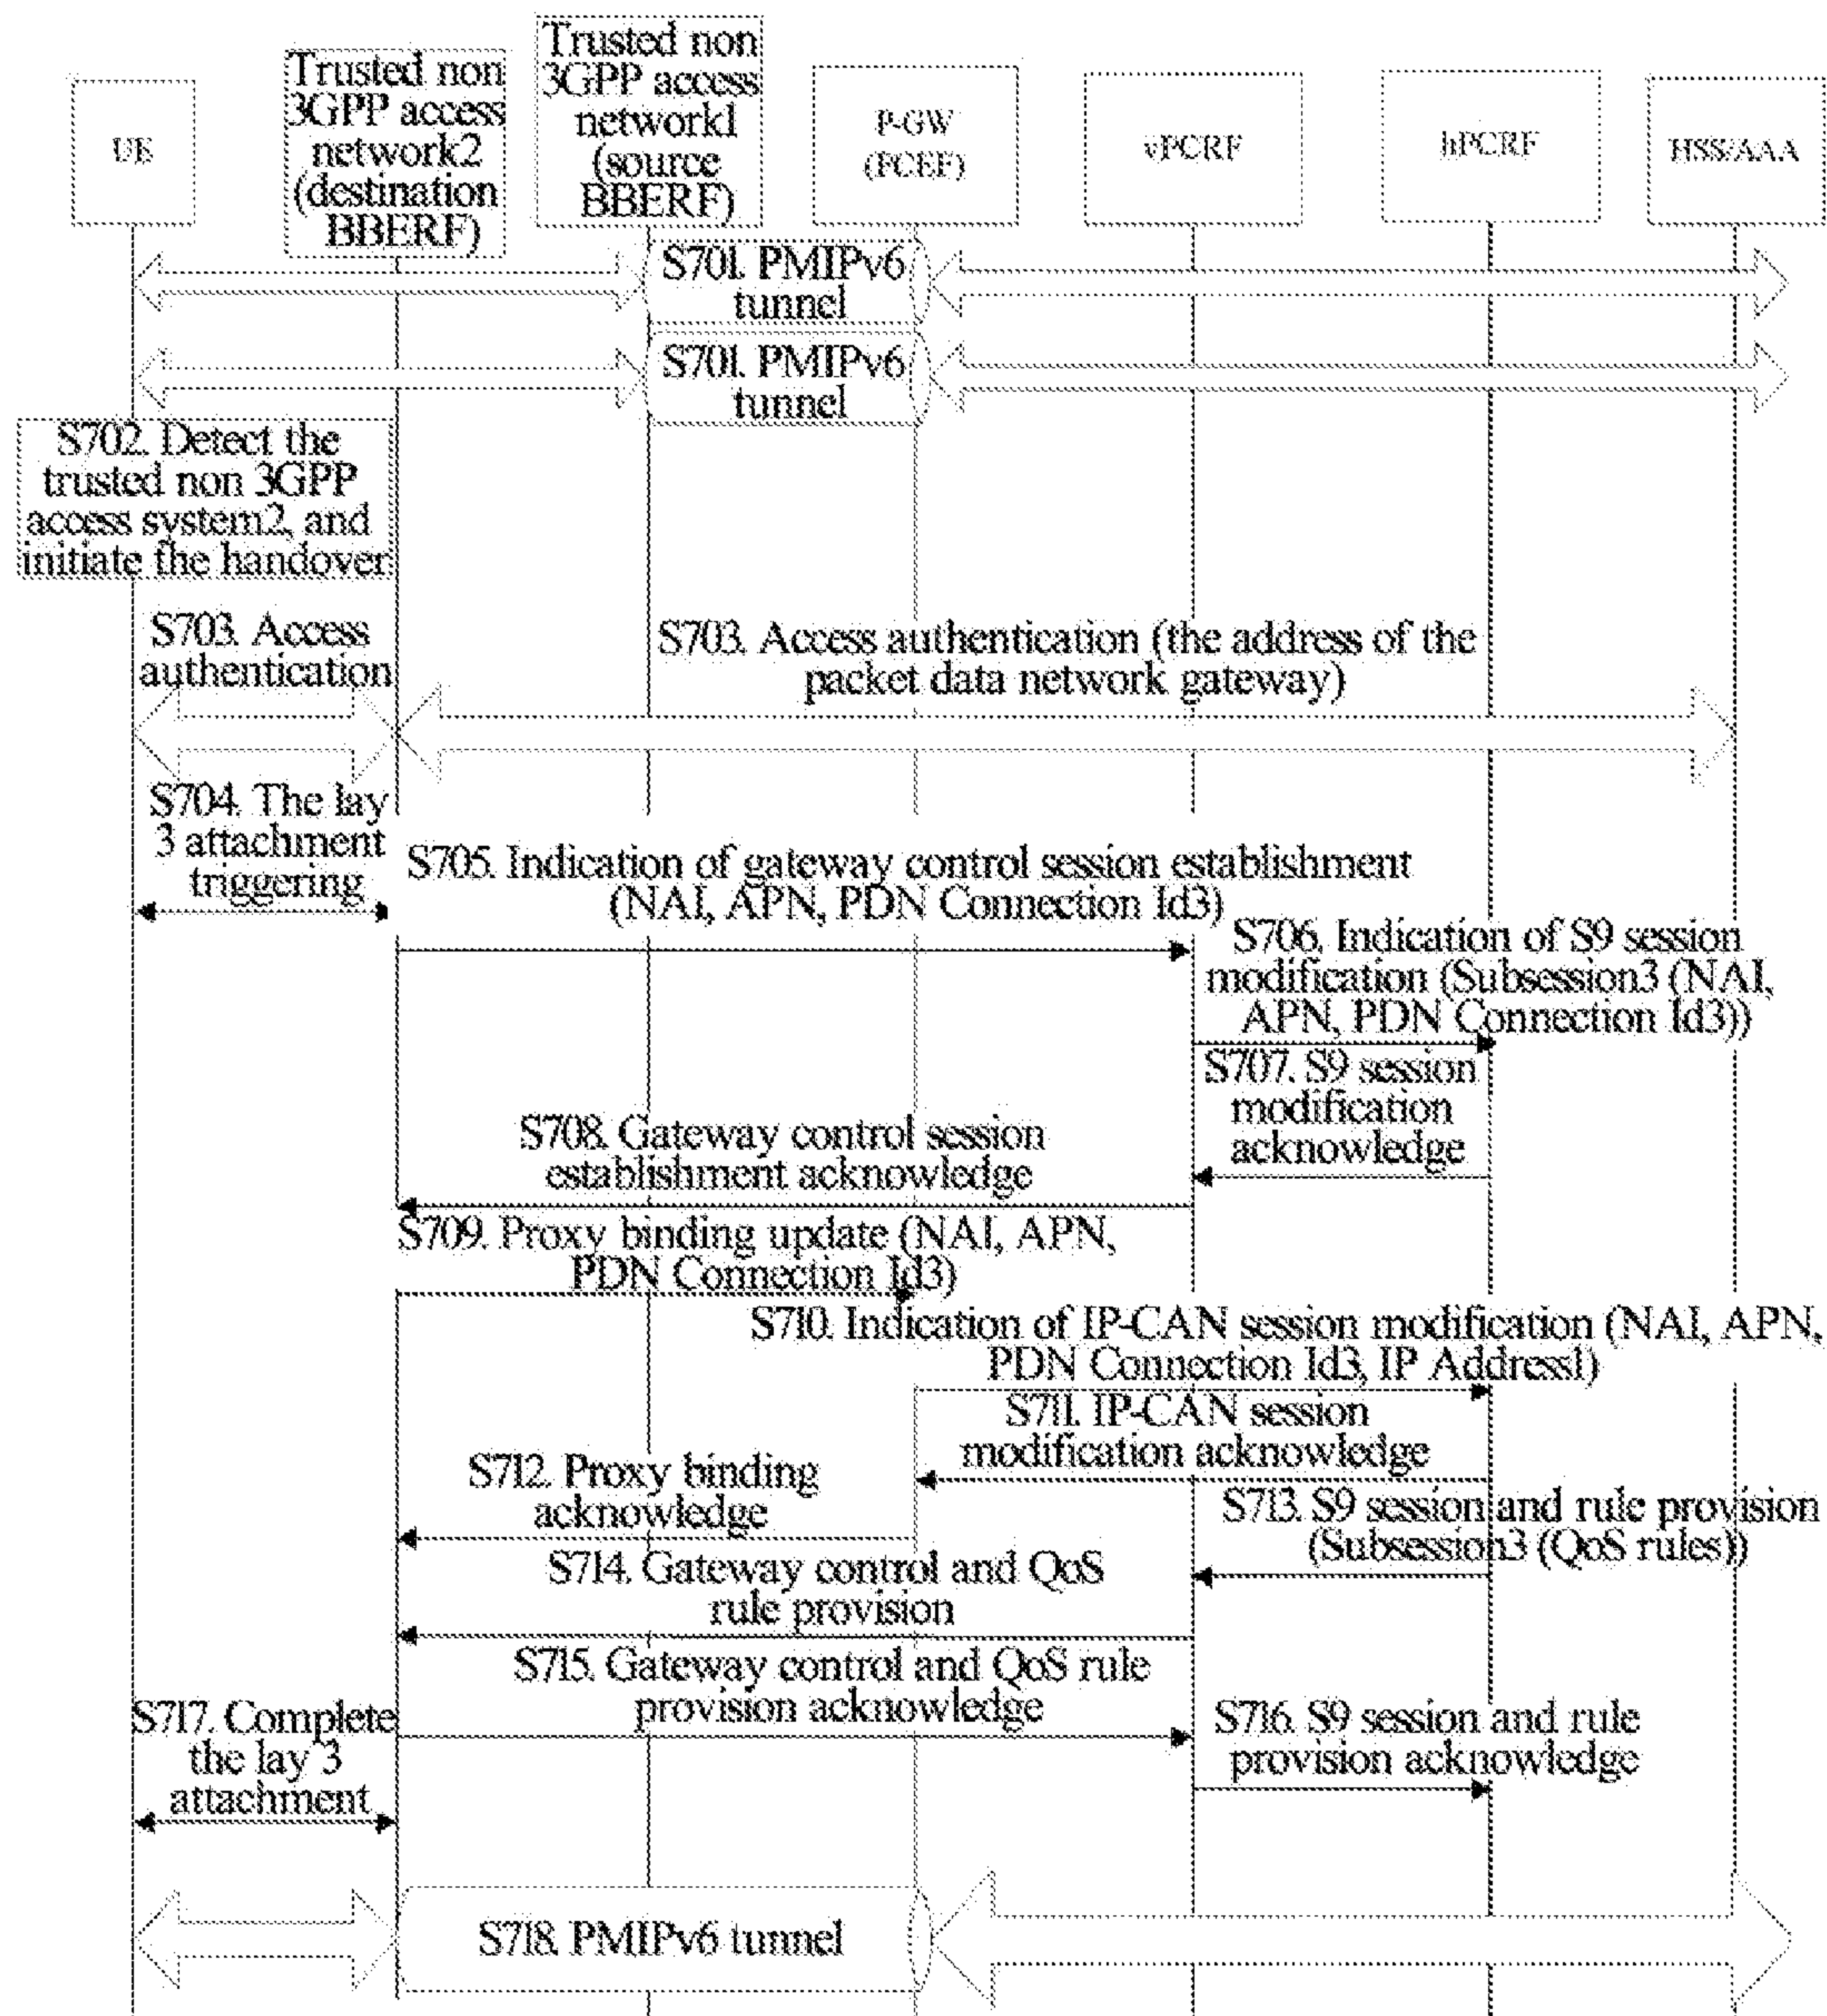 UE
Trusted non
3GPP access
network2
(destination
BBERF)
Trusted non
3GPP access
network1
(source
BBERF)
P-GW
(PCEF)
vPCRF
hPCRF
HSS/AAA
S701. PMIPv6
tunnel
S701. PMIPv6
tunnel
S702. Detect the
trusted non 3GPP
access system2, and
initiate the handover
S703. Access
authentication
S703. Access authentication (the address of the
packet data network gateway)
S704. The lay
3 attachment
triggering
S705. Indication of gateway control session establishment
(NAI, APN, PDN Connection Id3)
S706. Indication of S9 session
modification (Subsession3 (NAI,
APN, PDN Connection Id3))
S707. S9 session
modification
acknowledge
S708. Gateway control session
establishment acknowledge
S709. Proxy binding update (NAI, APN,
PDN Connection Id3)
S710. Indication of IP-CAN session modification (NAI, APN,
PDN Connection Id3, IP Address1)
S711. IP-CAN session
modification acknowledge
S712. Proxy binding
acknowledge
S713. S9 session and rule provision
(Subsession3 (QoS rules))
S714. Gateway control and QoS
rule provision
S715. Gateway control and QoS rule
provision acknowledge
S716. S9 session and rule
provision acknowledge
S717. Complete
the lay 3
attachment
S718. PMIPv6 tunnel